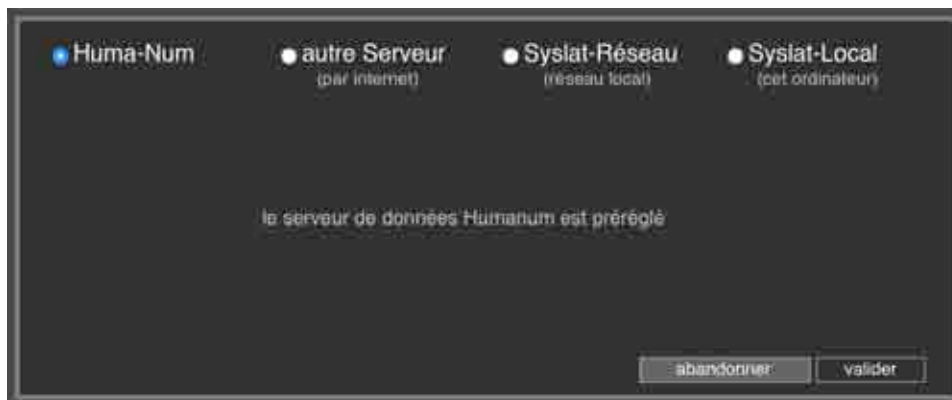 Huma-Num
autre Serveur
(par internet)
Syslat-Réseau
(réseau local)
Syslat-Local
(cet ordinateur)
le serveur de données Humanum est préréglé
abandonner
valider